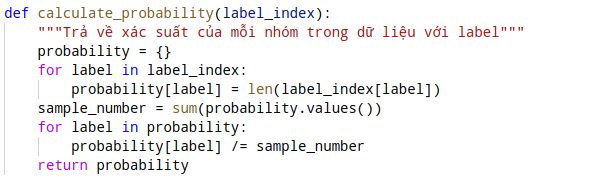 def calculate_probability(label_index):
    """Trả về xác suất của mỗi nhóm trong dữ liệu với label"""
    probability = {}
    for label in label_index:
        probability[label] = len(label_index[label])
    sample_number = sum(probability.values())
    for label in probability:
        probability[label] /= sample_number
    return probability